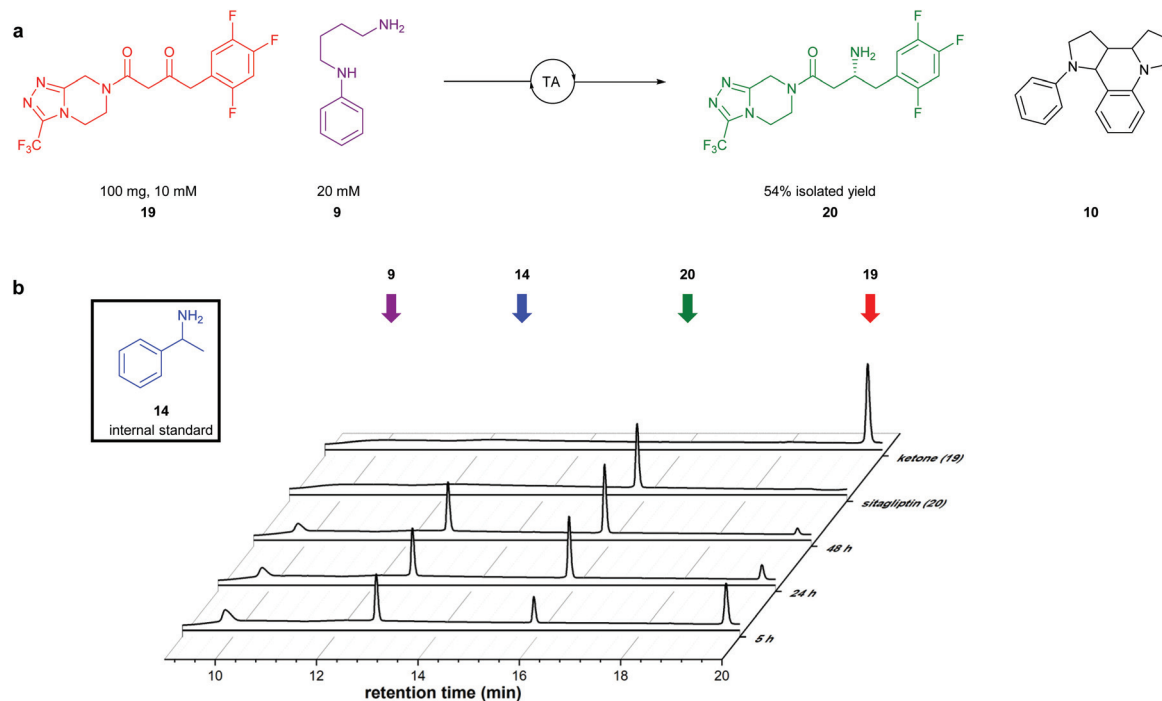 a
F
F
F
O
O
N
N
N
N
F₃C
NH₂
NH
TA
O
NH₂
F
F
F
N
N
N
N
F₃C
N
N
100 mg, 10 mM
19
20 mM
9
54% isolated yield
20
10
b
9
14
20
19
NH₂
14
internal standard
ketone (19)
sitagliptin (20)
48 h
24 h
5 h
10
12
14
16
18
20
retention time (min)